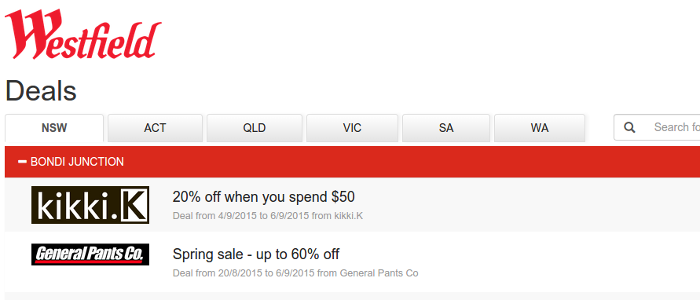 Westfield
Deals
NSW ACT QLD VIC SA WA Search fo
BONDI JUNCTION
kikki.K
20% off when you spend $50
Deal from 4/9/2015 to 6/9/2015 from kikki.K
General Pants Co.
Spring sale - up to 60% off
Deal from 20/8/2015 to 6/9/2015 from General Pants Co